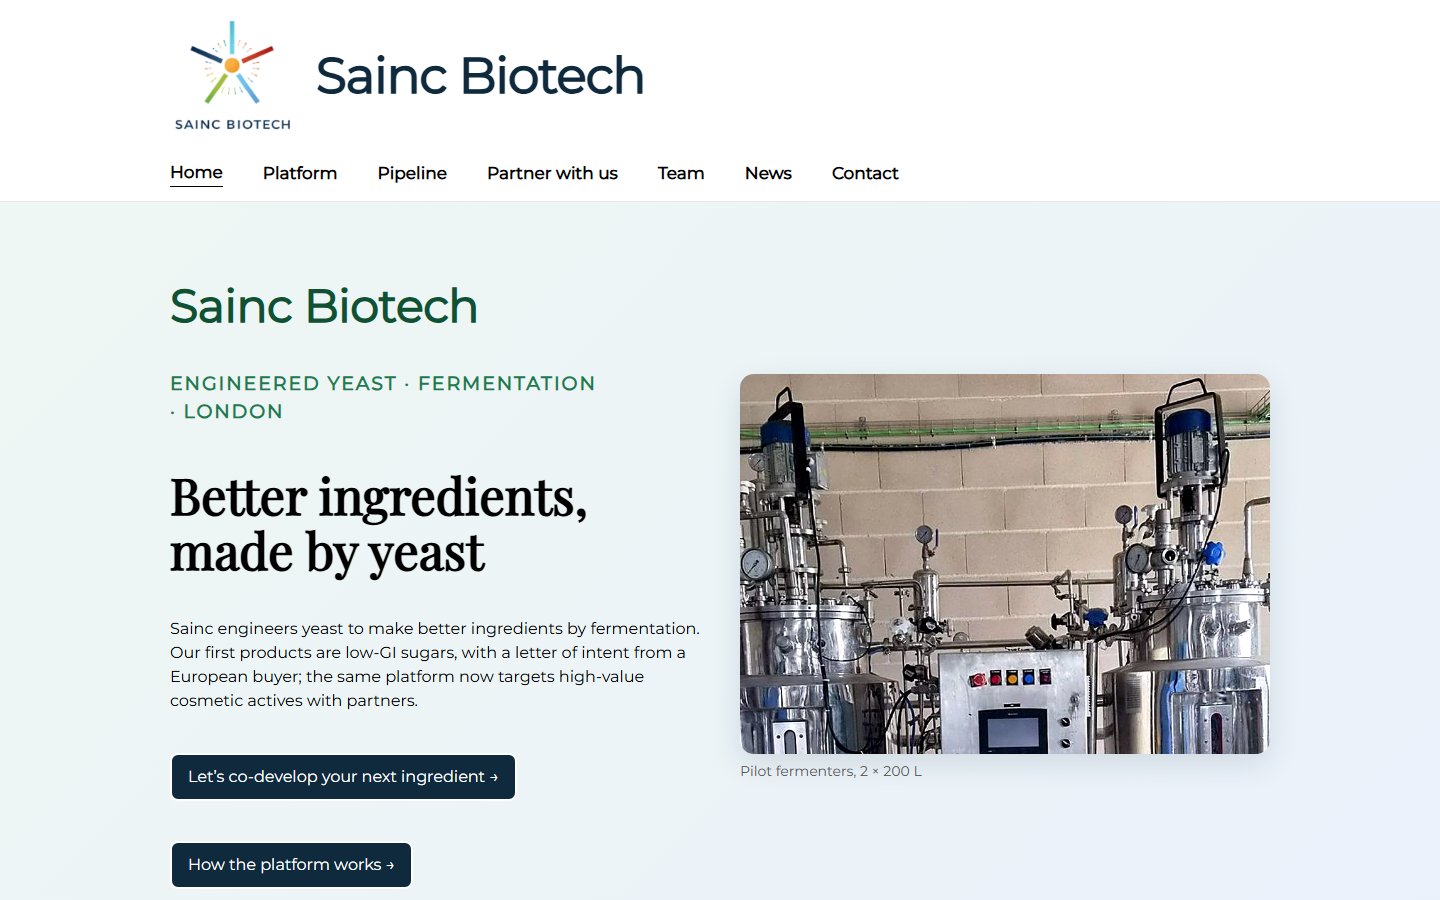 SAINC BIOTECH
Sainc Biotech
Home Platform Pipeline Partner with us Team News Contact
Sainc Biotech
ENGINEERED YEAST · FERMENTATION
· LONDON
Better ingredients,
made by yeast
Sainc engineers yeast to make better ingredients by fermentation.
Our first products are low-GI sugars, with a letter of intent from a
European buyer; the same platform now targets high-value
cosmetic actives with partners.
Let’s co-develop your next ingredient →
How the platform works →
Pilot fermenters, 2 × 200 L